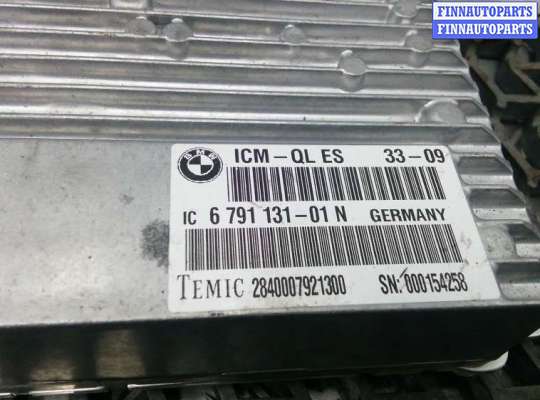 FINNAUTOPARTS
FINNAUTOPARTS
BMW
ICM-QL ES 33-09
IC 6 791 131-01 N GERMANY
TEMIC 2840007921300 SN: 000154258